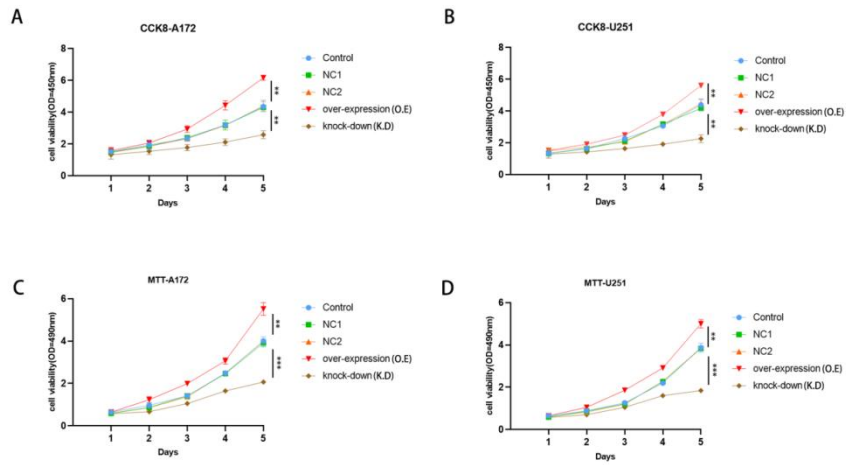 A
CCK8-A172
cell viability(OD=450nm)
8
6
4
2
0
1 2 3 4 5
Days
**
**
Control
NC1
NC2
over-expression (O.E)
knock-down (K.D)
B
CCK8-U251
cell viability(OD=450nm)
8
6
4
2
0
1 2 3 4 5
Days
**
**
Control
NC1
NC2
over-expression (O.E)
knock-down (K.D)
C
MTT-A172
cell viability(OD=490nm)
6
4
2
0
1 2 3 4 5
Days
**
***
Control
NC1
NC2
over-expression (O.E)
knock-down (K.D)
D
MTT-U251
cell viability(OD=490nm)
6
4
2
0
1 2 3 4 5
Days
**
***
Control
NC1
NC2
over-expression (O.E)
knock-down (K.D)